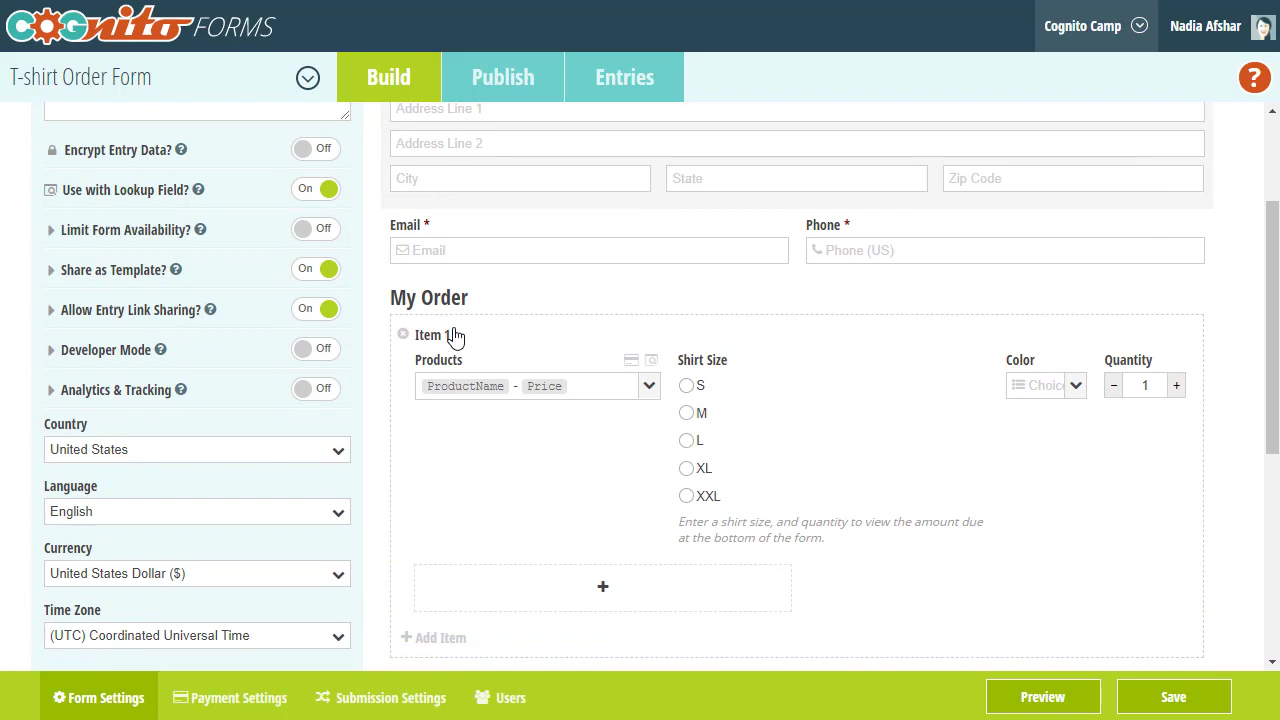 COGnito FORMS
Cognito Camp
Nadia Afshar
T-shirt Order Form
Build
Publish
Entries
?
Address Line 1
Encrypt Entry Data?
Off
Address Line 2
Use with Lookup Field?
On
City
State
Zip Code
Limit Form Availability?
Off
Email *
Phone *
Email
Phone (US)
Share as Template?
On
Allow Entry Link Sharing?
On
My Order
Developer Mode
Off
Item 1
Analytics & Tracking
Off
Products
Shirt Size
Color
Quantity
ProductName - Price
S
Choic
− 1 +
M
L
XL
XXL
Enter a shirt size, and quantity to view the amount due
at the bottom of the form.
Country
United States
Language
English
Currency
United States Dollar ($)
Time Zone
(UTC) Coordinated Universal Time
+
+ Add Item
Form Settings
Payment Settings
Submission Settings
Users
Preview
Save